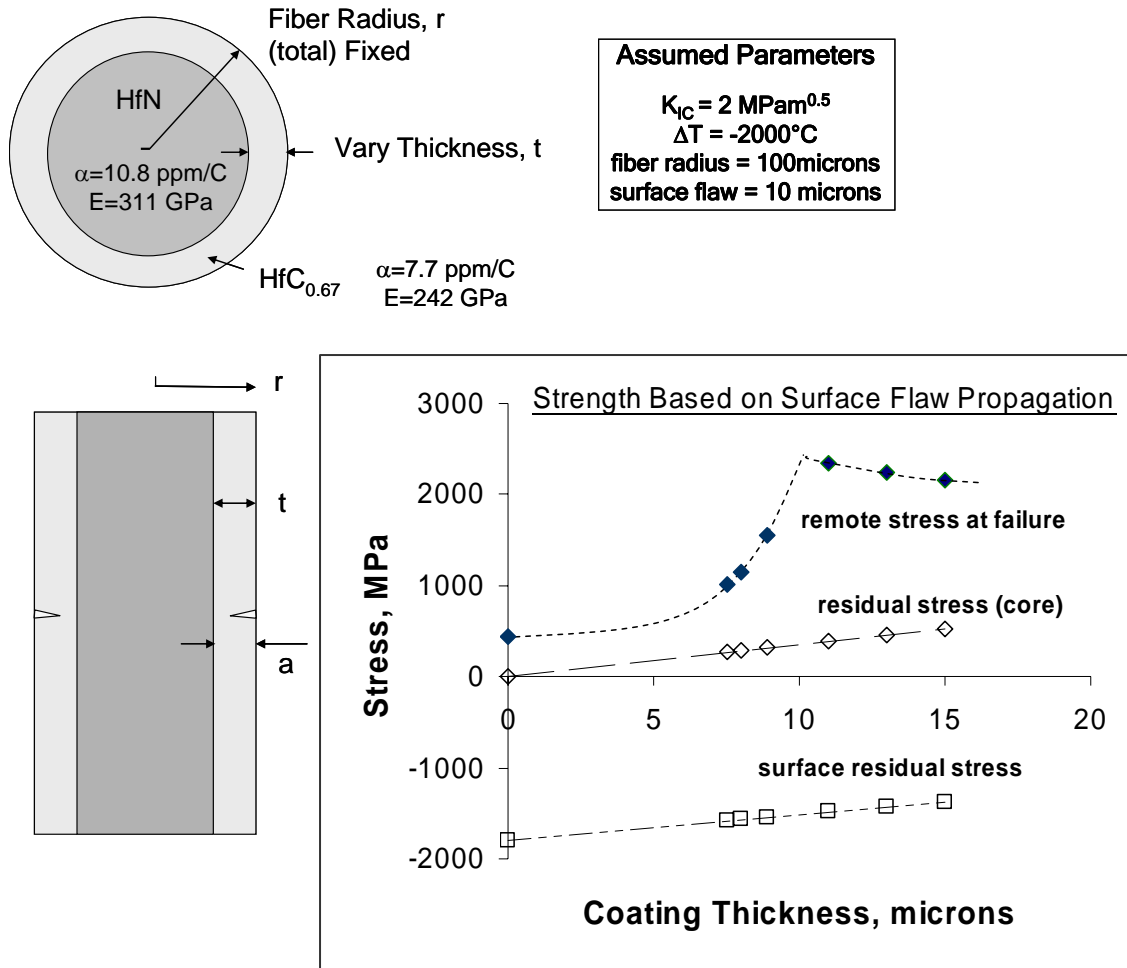 Fiber Radius, r
(total) Fixed
HfN
α=10.8 ppm/C
E=311 GPa
Vary Thickness, t
HfC0.67
α=7.7 ppm/C
E=242 GPa
Assumed Parameters
KIC = 2 MPam0.5
ΔT = -2000°C
fiber radius = 100microns
surface flaw = 10 microns
r
t
a
Strength Based on Surface Flaw Propagation
3000
2000
1000
0
-1000
-2000
0
5
10
15
20
remote stress at failure
residual stress (core)
surface residual stress
Stress, MPa
Coating Thickness, microns